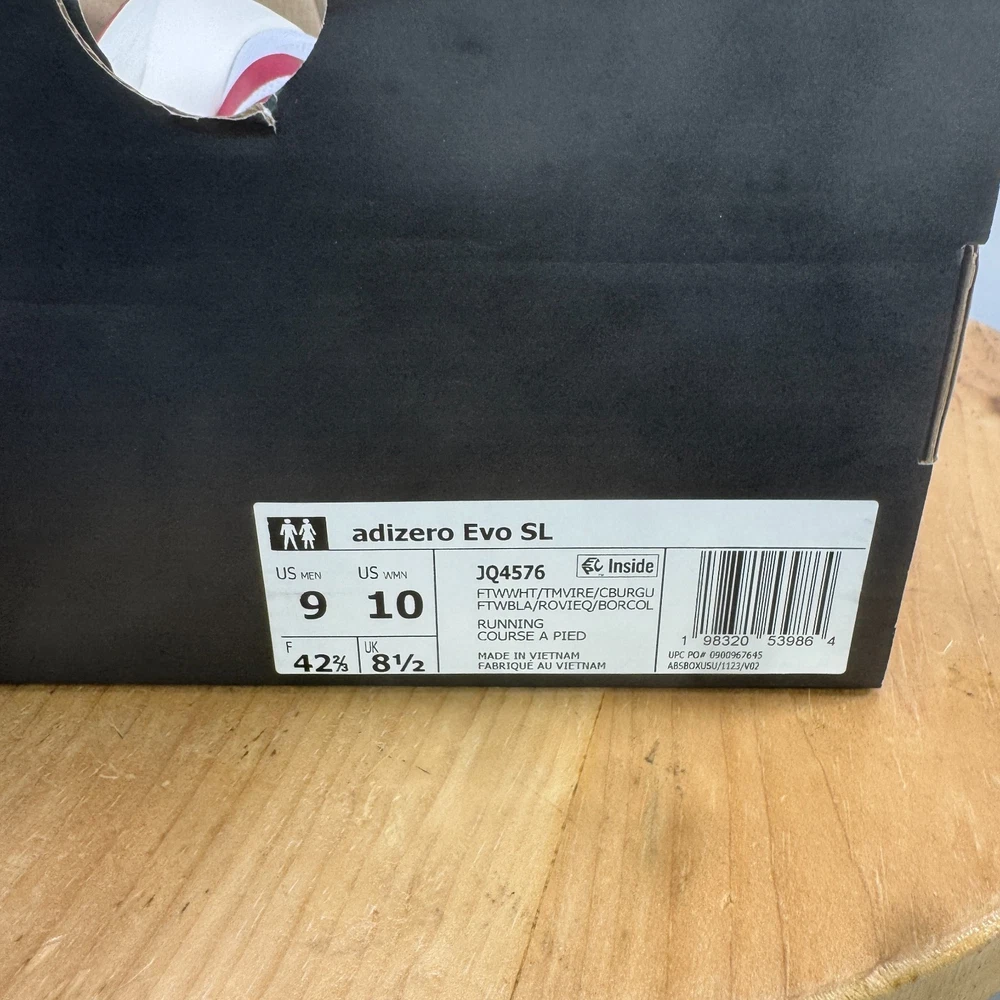 adizero Evo SL
US MEN
9
US WMN
10
F
42⅔
UK
8½
JQ4576
Inside
FTWWHT/TMVIRE/CBURGU
FTWBLA/ROVIEQ/BORCOL
RUNNING
COURSE A PIED
MADE IN VIETNAM
FABRIQUÉ AU VIETNAM
1 98320 53986 4
UPC PO# 0900967645
ABSBOXUSU/1123/V02